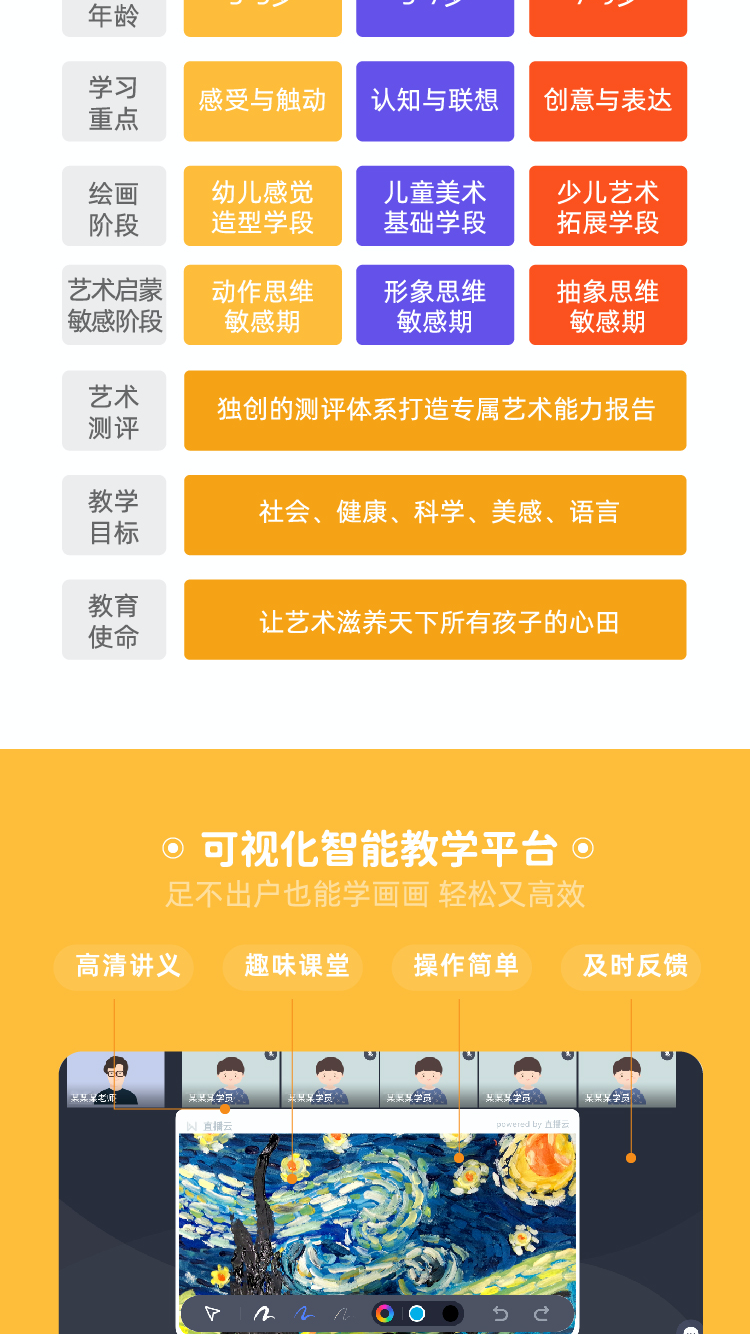 年龄
学习
重点
感受与触动
认知与联想
创意与表达
绘画
阶段
幼儿感觉
造型学段
儿童美术
基础学段
少儿艺术
拓展学段
艺术启蒙
敏感阶段
动作思维
敏感期
形象思维
敏感期
抽象思维
敏感期
艺术
测评
独创的测评体系打造专属艺术能力报告
教学
目标
社会、健康、科学、美感、语言
教育
使命
让艺术滋养天下所有孩子的心田
可视化智能教学平台
足不出户也能学画画 轻松又高效
高清讲义
趣味课堂
操作简单
及时反馈
某某某老师
某某某学员
某某某学员
某某某学员
某某某学员
某某某学员
直播云
powered by 直播云